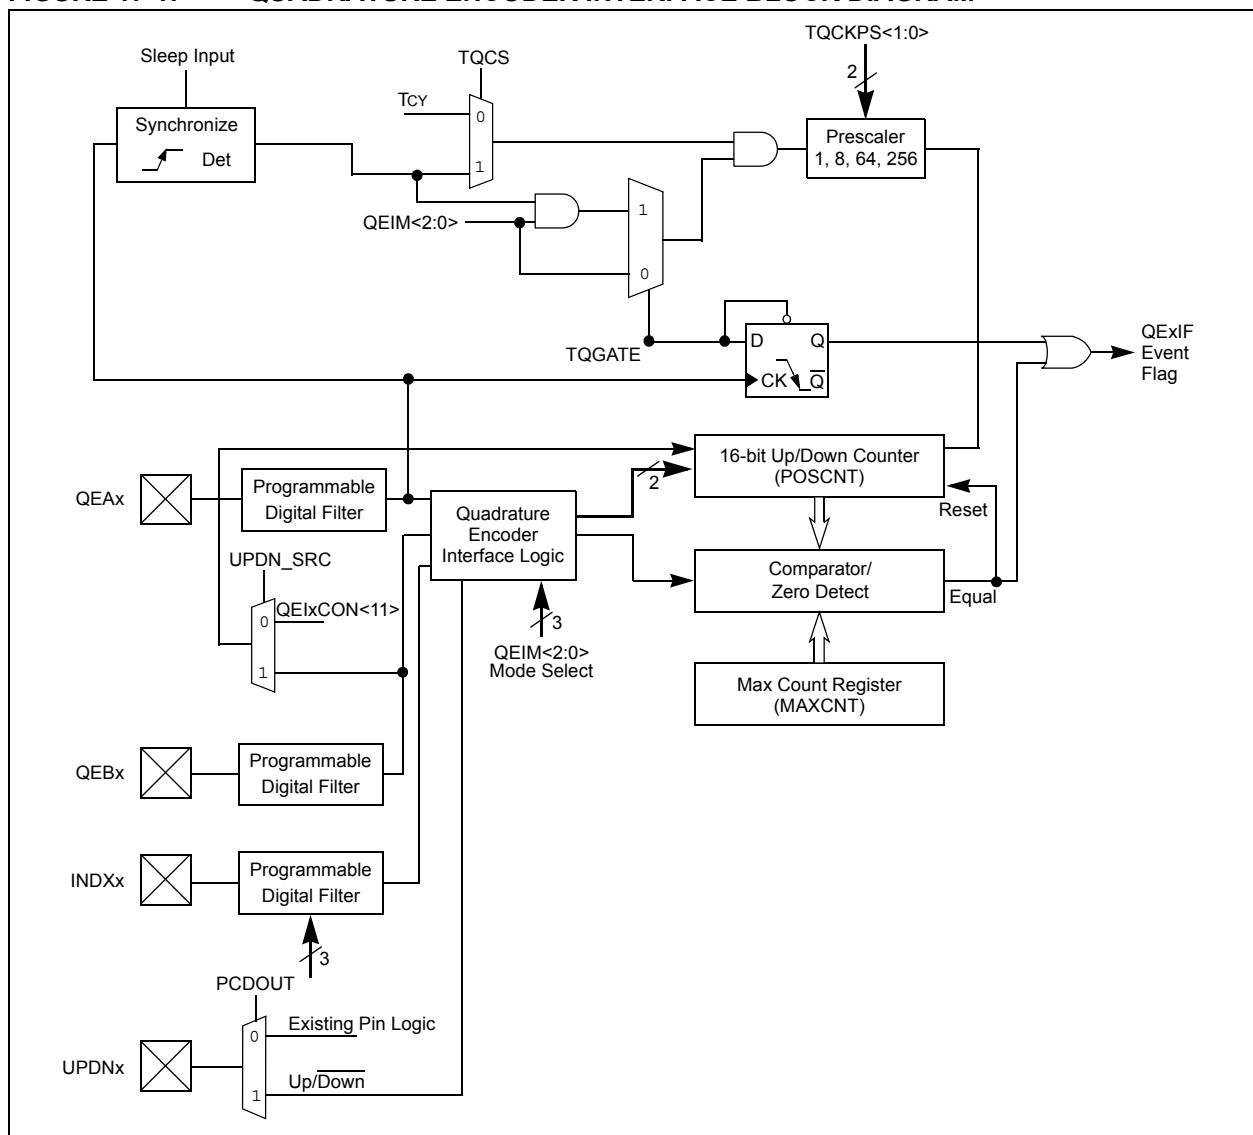 TQCKPS<1:0>
Sleep Input
TQCS
2
TCY
0
Synchronize
Det
1
Prescaler
1, 8, 64, 256
QEIM<2:0>
1
0
TQGATE
D
Q
CK
Q
QExIF
Event
Flag
16-bit Up/Down Counter
(POSCNT)
2
QEAx
Programmable
Digital Filter
Quadrature
Encoder
Interface Logic
Reset
UPDN_SRC
Comparator/
Zero Detect
Equal
0
QEIxCON<11>
3
1
QEIM<2:0>
Mode Select
Max Count Register
(MAXCNT)
QEBx
Programmable
Digital Filter
INDXx
Programmable
Digital Filter
3
PCDOUT
0
Existing Pin Logic
UPDNx
1
Up/Down